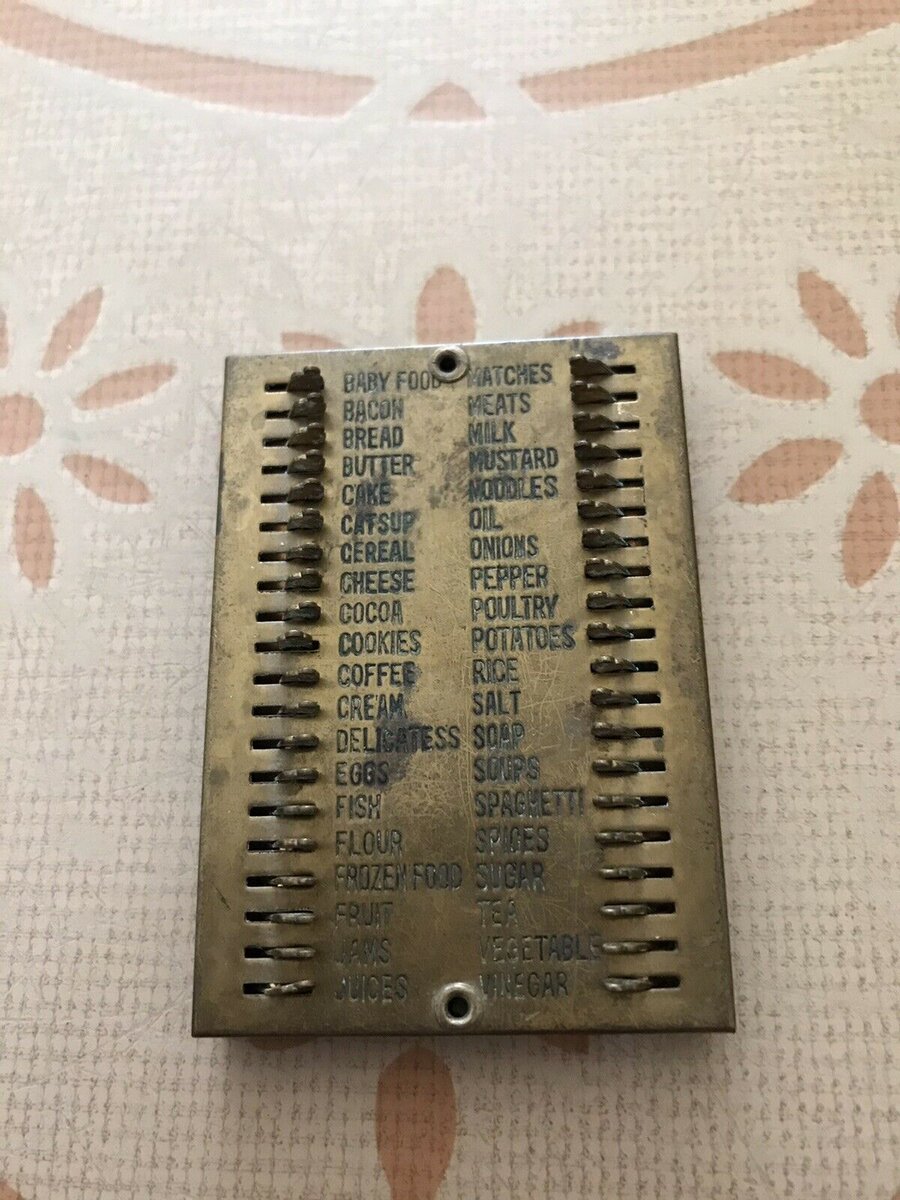 BABY FOOD MATCHES
BACON MEATS
BREAD MILK
BUTTER MUSTARD
CAKE NOODLES
CATSUP OIL
CEREAL ONIONS
CHEESE PEPPER
COCOA POULTRY
COOKIES POTATOES
COFFEE RICE
CREAM SALT
DELICATESS SOAP
EGGS SOUPS
FISH SPAGHETTI
FLOUR SPICES
FROZEN FOOD SUGAR
FRUIT TEA
JAMS VEGETABLE
JUICES VINEGAR